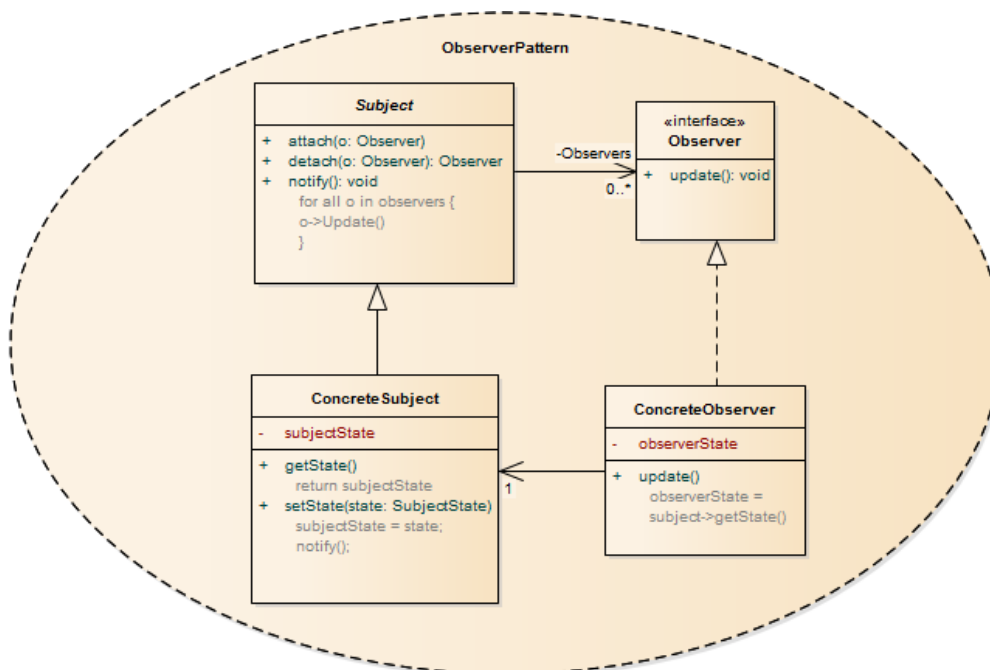 ObserverPattern
Subject
+ attach(o: Observer)
+ detach(o: Observer): Observer
+ notify(): void
for all o in observers {
o->Update()
}
-Observers
0..*
«interface»
Observer
+ update(): void
ConcreteSubject
- subjectState
+ getState()
return subjectState
+ setState(state: SubjectState)
subjectState = state;
notify();
1
ConcreteObserver
- observerState
+ update()
observerState =
subject->getState()